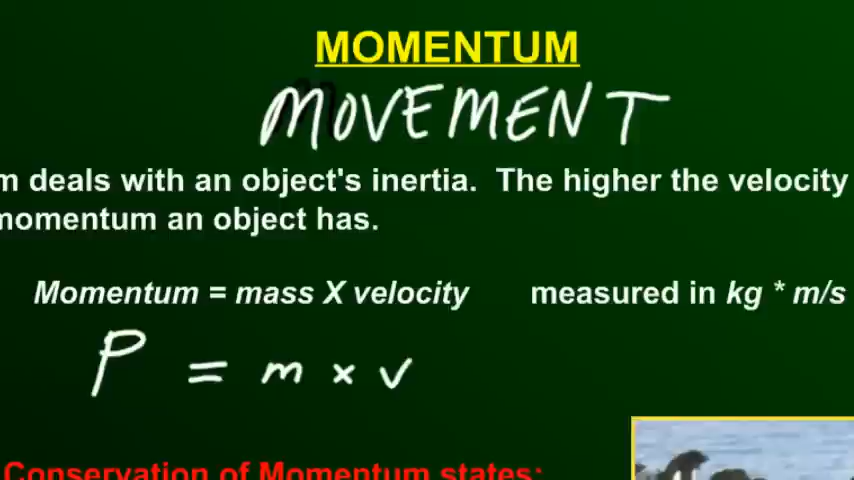 MOMENTUM
MOVEMENT
m deals with an object's inertia. The higher the velocity
momentum an object has.
Momentum = mass X velocity measured in kg * m/s
P = m x v
Conservation of Momentum states: